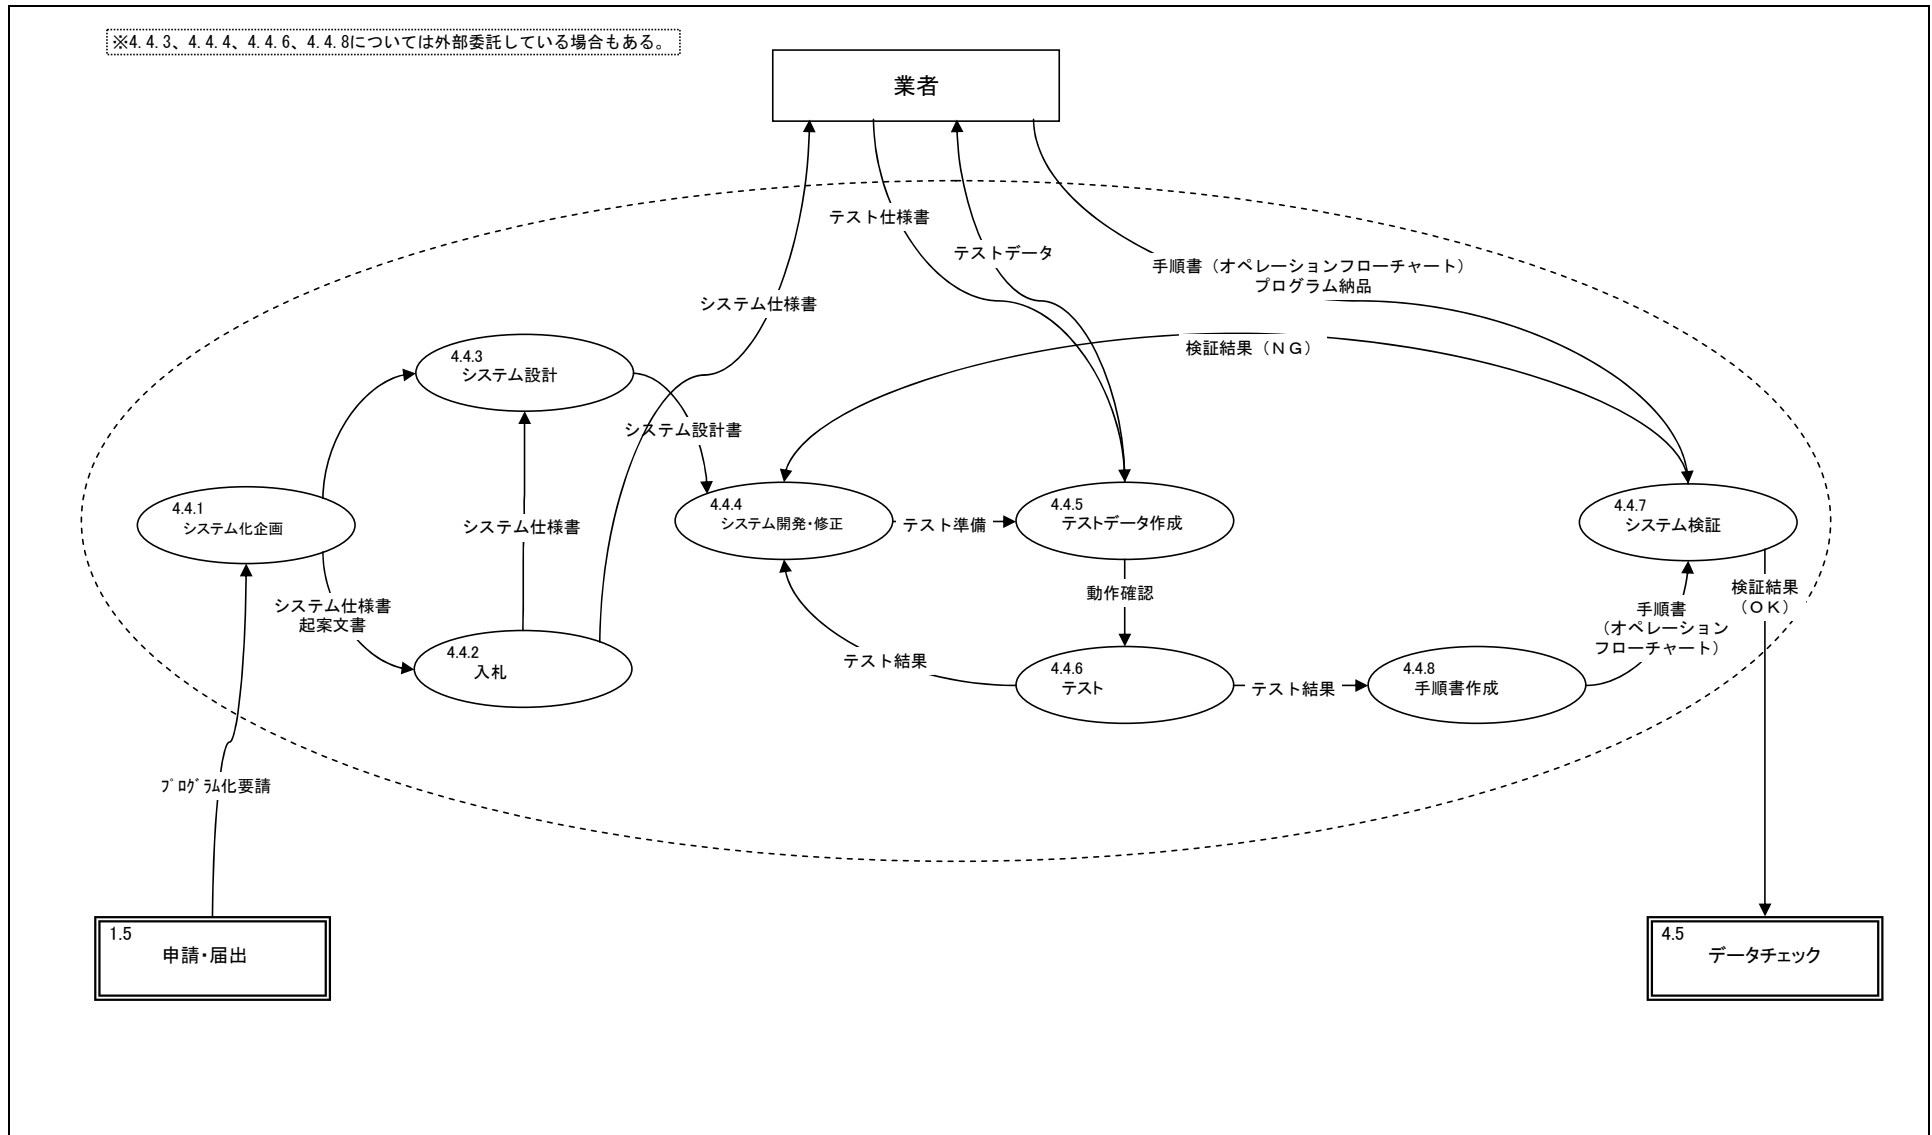 ※4.4.3、4.4.4、4.4.6、4.4.8については外部委託している場合もある。
業者
テスト仕様書
テストデータ
手順書（オペレーションフローチャート）
プログラム納品
システム仕様書
検証結果（ＮＧ）
4.4.3
システム設計
システム設計書
4.4.1
システム化企画
システム仕様書
4.4.4
システム開発・修正
テスト準備
4.4.5
テストデータ作成
4.4.7
システム検証
システム仕様書
起案文書
動作確認
検証結果
（ＯＫ）
手順書
（オペレーション
フローチャート）
4.4.2
入札
テスト結果
4.4.6
テスト
テスト結果
4.4.8
手順書作成
ﾌﾟﾛｸﾞﾗﾑ化要請
1.5
申請・届出
4.5
データチェック